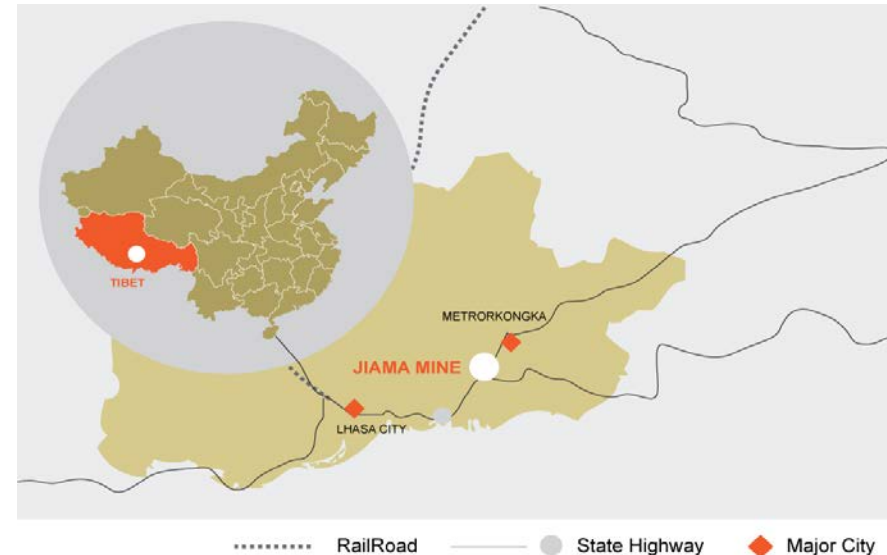 TIBET
METRORKONGKA
JIAMA MINE
LHASA CITY
RailRoad
State Highway
Major City